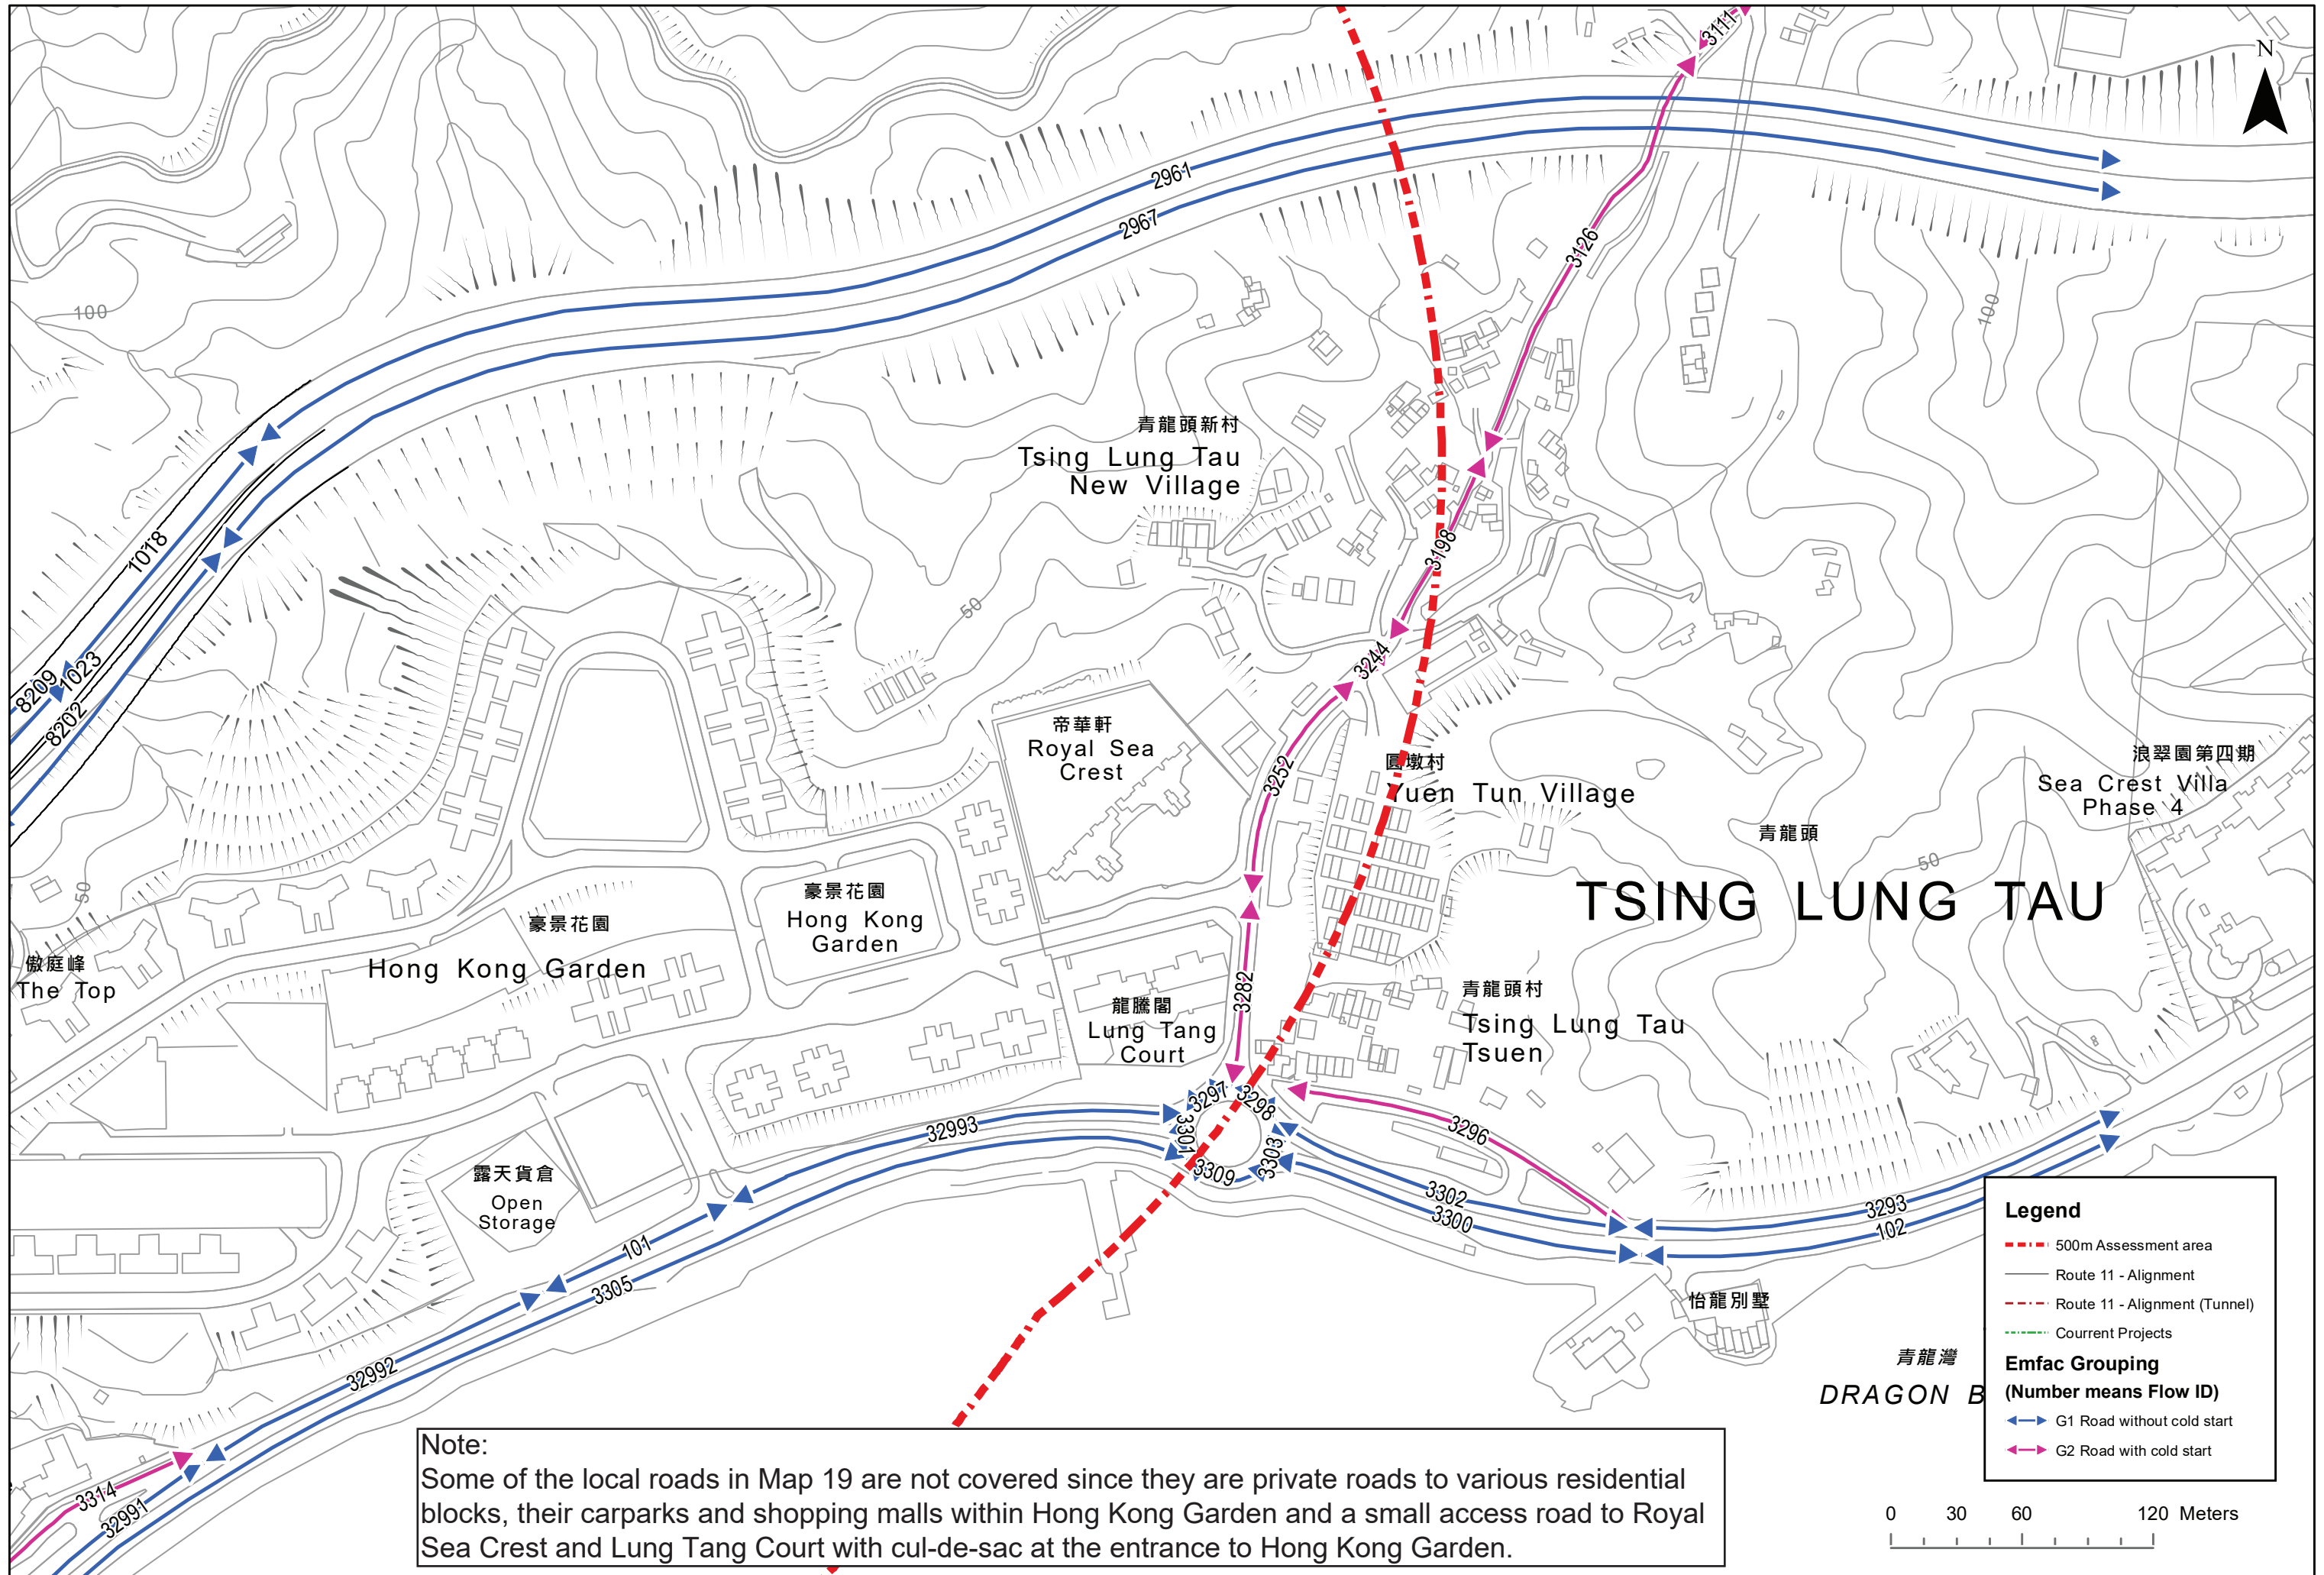 3111
N
2961
2967
3126
100
100
青龍頭新村
Tsing Lung Tau
New Village
1018
3198
50
8209
1023
8202
3244
帝華軒
Royal Sea
Crest
3252
圓墩村
Yuen Tun Village
浪翠園第四期
Sea Crest Villa
Phase 4
青龍頭
50
50
TSING LUNG TAU
豪景花園
Hong Kong
Garden
豪景花園
Hong Kong Garden
傲庭峰
The Top
3282
龍騰閣
Lung Tang
Court
青龍頭村
Tsing Lung Tau
Tsuen
3297
3298
3301
3303
3309
32993
3296
露天貨倉
Open
Storage
3302
3300
3293
102
101
3305
怡龍別墅
32992
青龍灣
DRAGON B
3314
32991
Legend
500m Assessment area
Route 11 - Alignment
Route 11 - Alignment (Tunnel)
Courrent Projects
Emfac Grouping
(Number means Flow ID)
G1 Road without cold start
G2 Road with cold start
0 30 60 120 Meters
Note:
Some of the local roads in Map 19 are not covered since they are private roads to various residential
blocks, their carparks and shopping malls within Hong Kong Garden and a small access road to Royal
Sea Crest and Lung Tang Court with cul-de-sac at the entrance to Hong Kong Garden.